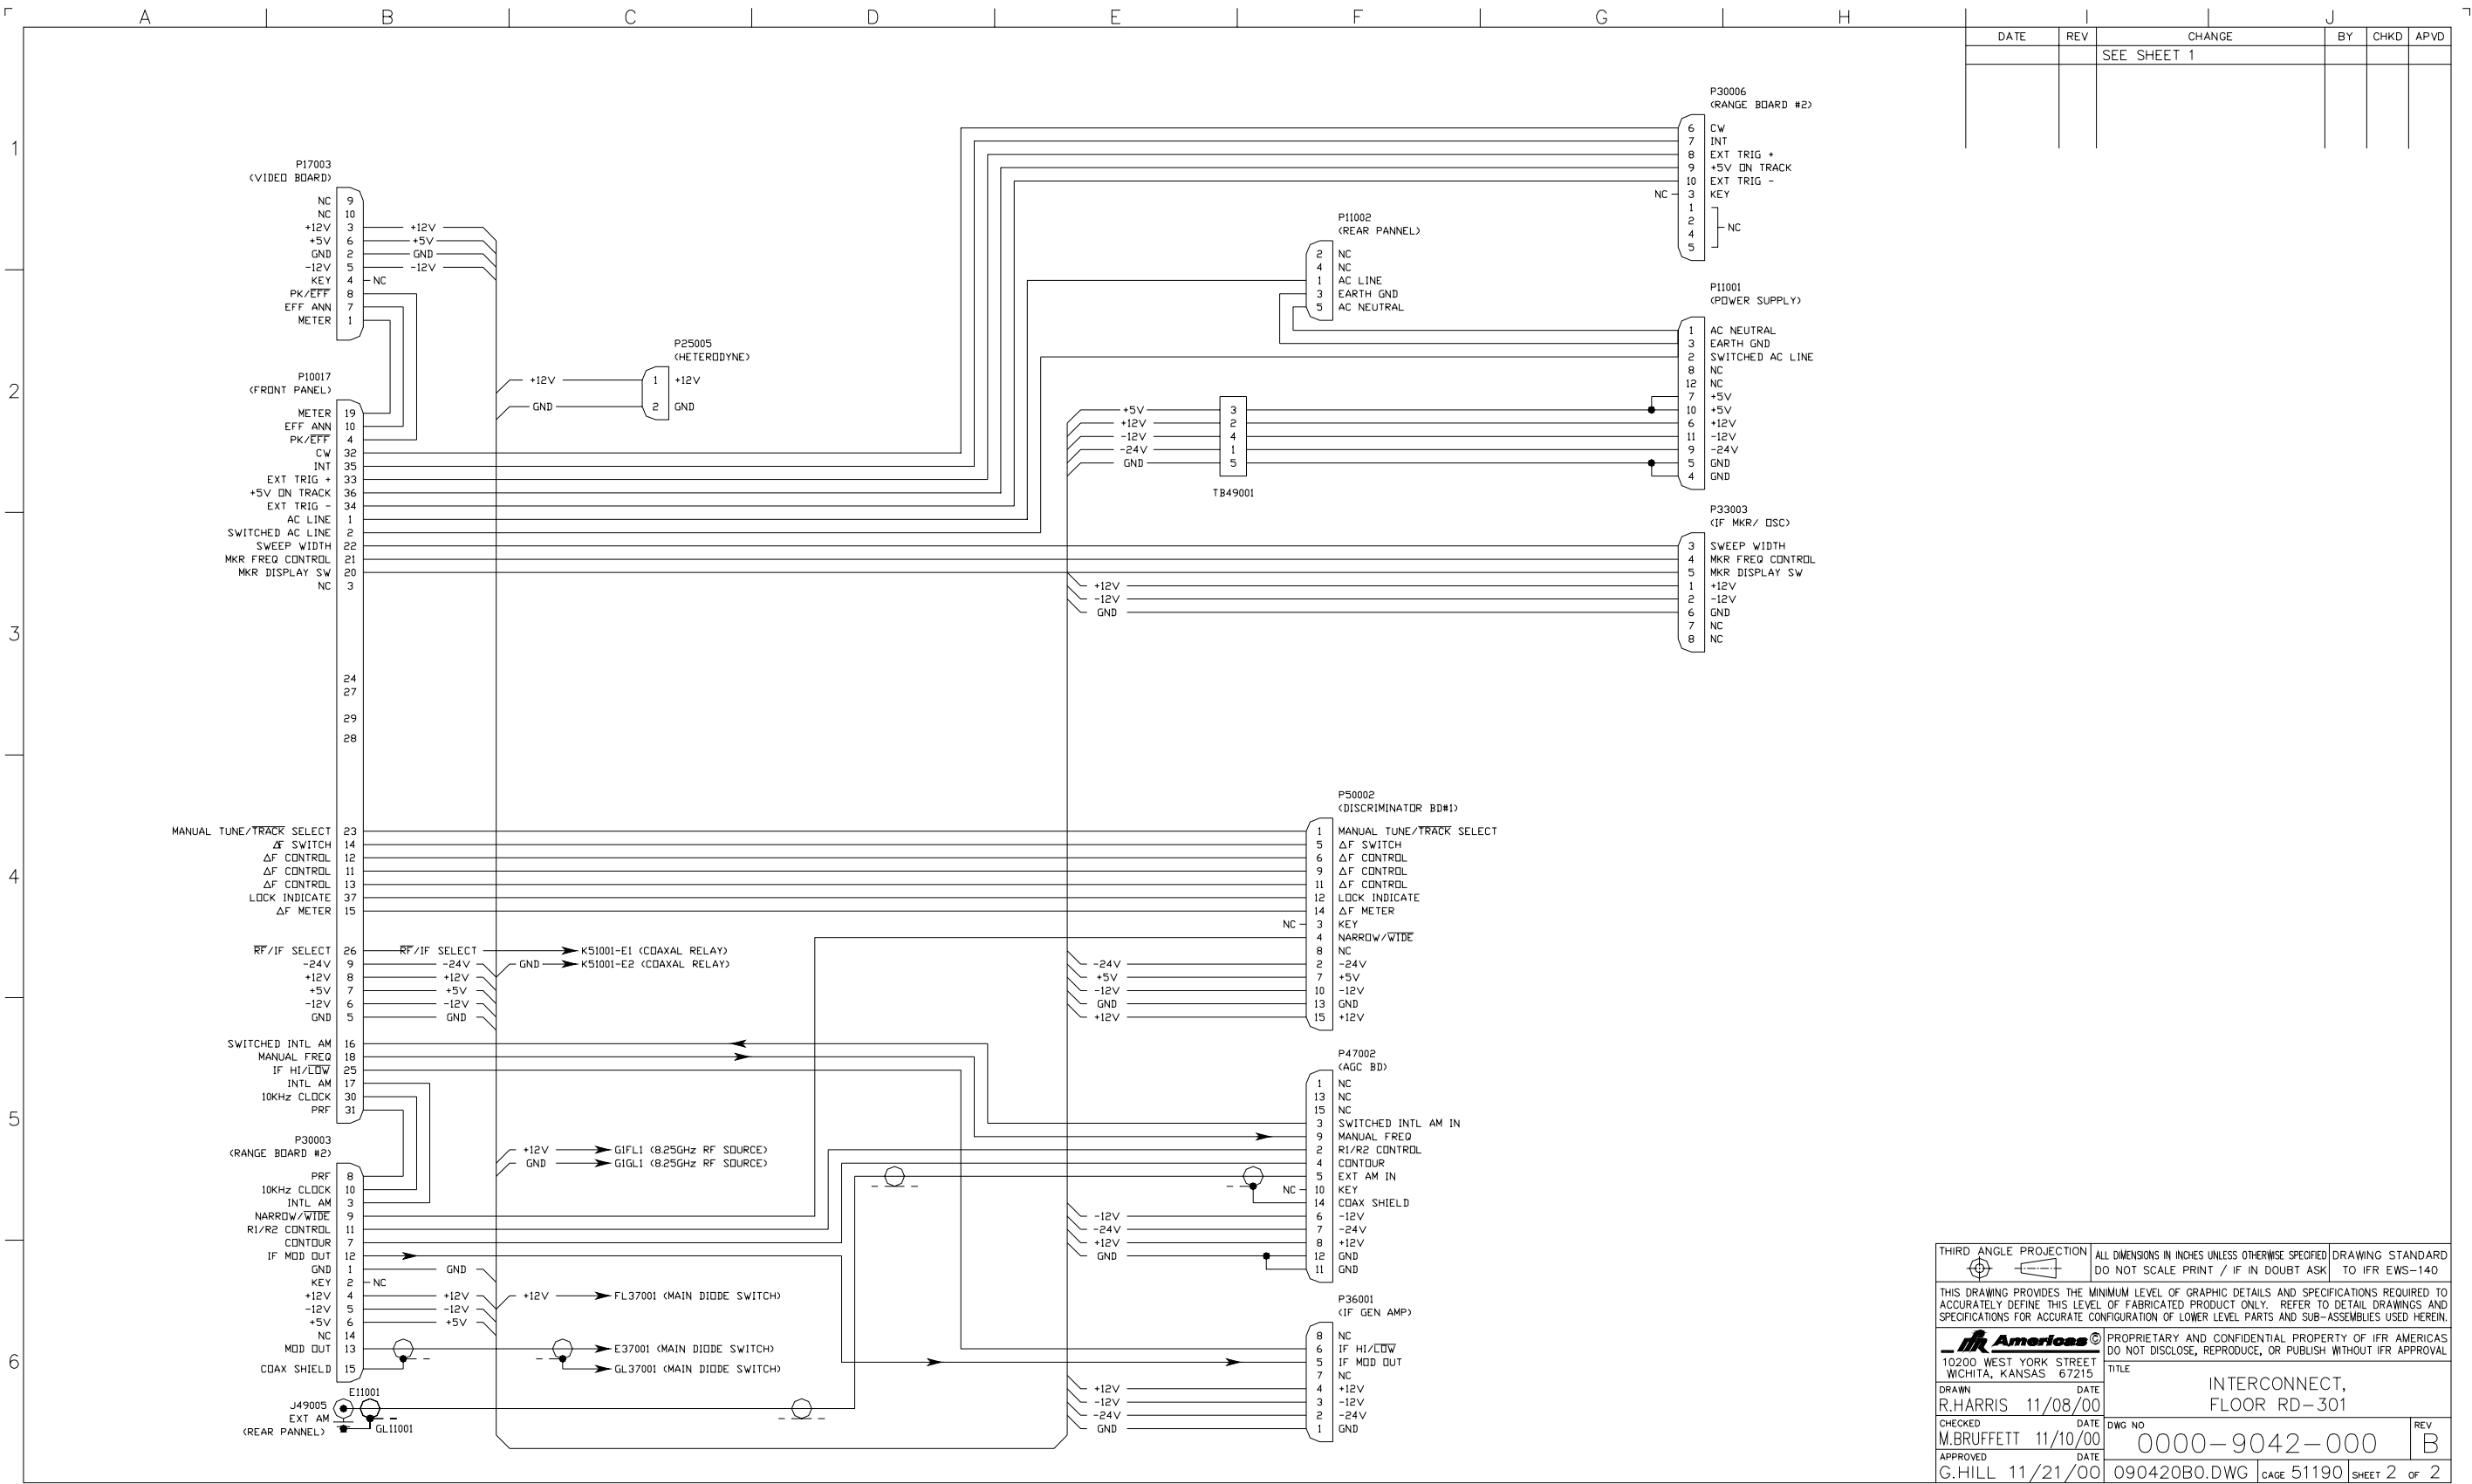 A B C D E F G H I J
DATE REV CHANGE BY CHKD APVD
SEE SHEET 1
1
2
3
4
5
6
P17003
(VIDEO BOARD)
NC 9
NC 10
+12V 3 +12V
+5V 6 +5V
GND 2 GND
-12V 5 -12V
KEY 4 NC
PK/EFF 8
EFF ANN 7
METER 1
P10017
(FRONT PANEL)
METER 19
EFF ANN 10
PK/EFF 4
CW 32
INT 35
EXT TRIG + 33
+5V ON TRACK 36
EXT TRIG - 34
AC LINE 1
SWITCHED AC LINE 2
SWEEP WIDTH 22
MKR FREQ CONTROL 21
MKR DISPLAY SW 20
NC 3
24
27
29
28
MANUAL TUNE/TRACK SELECT 23
ΔF SWITCH 14
ΔF CONTROL 12
ΔF CONTROL 11
ΔF CONTROL 13
LOCK INDICATE 37
ΔF METER 15
RF/IF SELECT 26 RF/IF SELECT K51001-E1 (COAXAL RELAY)
-24V 9 -24V GND K51001-E2 (COAXAL RELAY)
+12V 8 +12V
+5V 7 +5V
-12V 6 -12V
GND 5 GND
SWITCHED INTL AM 16
MANUAL FREQ 18
IF HI/LOW 25
INTL AM 17
10KHz CLOCK 30
PRF 31
P30003
(RANGE BOARD #2)
PRF 8
10KHz CLOCK 10
INTL AM 3
NARROW/WIDE 9
R1/R2 CONTROL 11
CONTOUR 7
IF MOD OUT 12
GND 1 GND
KEY 2 NC
+12V 4 +12V
-12V 5 -12V
+5V 6 +5V
NC 14
MOD OUT 13
COAX SHIELD 15
+12V G1FL1 (8.25GHz RF SOURCE)
GND G1GL1 (8.25GHz RF SOURCE)
+12V FL37001 (MAIN DIODE SWITCH)
E37001 (MAIN DIODE SWITCH)
GL37001 (MAIN DIODE SWITCH)
E11001
J49005
EXT AM
GL11001
(REAR PANNEL)
P25005
(HETERODYNE)
+12V 1 +12V
GND 2 GND
P30006
(RANGE BOARD #2)
6 CW
7 INT
8 EXT TRIG +
9 +5V ON TRACK
10 EXT TRIG -
NC 3 KEY
1
2
NC
4
5
P11002
(REAR PANNEL)
2 NC
4 NC
1 AC LINE
3 EARTH GND
5 AC NEUTRAL
P11001
(POWER SUPPLY)
1 AC NEUTRAL
3 EARTH GND
2 SWITCHED AC LINE
8 NC
12 NC
7 +5V
10 +5V
6 +12V
11 -12V
9 -24V
5 GND
4 GND
+5V 3
+12V 2
-12V 4
-24V 1
GND 5
TB49001
P33003
(IF MKR/ OSC)
3 SWEEP WIDTH
4 MKR FREQ CONTROL
5 MKR DISPLAY SW
+12V 1 +12V
-12V 2 -12V
GND 6 GND
7 NC
8 NC
P50002
(DISCRIMINATOR BD#1)
1 MANUAL TUNE/TRACK SELECT
5 ΔF SWITCH
6 ΔF CONTROL
9 ΔF CONTROL
11 ΔF CONTROL
12 LOCK INDICATE
14 ΔF METER
NC 3 KEY
4 NARROW/WIDE
8 NC
-24V 2 -24V
+5V 7 +5V
-12V 10 -12V
GND 13 GND
+12V 15 +12V
P47002
(AGC BD)
1 NC
13 NC
15 NC
3 SWITCHED INTL AM IN
9 MANUAL FREQ
2 R1/R2 CONTROL
4 CONTOUR
5 EXT AM IN
NC 10 KEY
14 COAX SHIELD
-12V 6 -12V
-24V 7 -24V
+12V 8 +12V
GND 12 GND
11 GND
P36001
(IF GEN AMP)
8 NC
6 IF HI/LOW
5 IF MOD OUT
7 NC
+12V 4 +12V
-12V 3 -12V
-24V 2 -24V
GND 1 GND
THIRD ANGLE PROJECTION
ALL DIMENSIONS IN INCHES UNLESS OTHERWISE SPECIFIED
DO NOT SCALE PRINT / IF IN DOUBT ASK
DRAWING STANDARD
TO IFR EWS-140
THIS DRAWING PROVIDES THE MINIMUM LEVEL OF GRAPHIC DETAILS AND SPECIFICATIONS REQUIRED TO
ACCURATELY DEFINE THIS LEVEL OF FABRICATED PRODUCT ONLY. REFER TO DETAIL DRAWINGS AND
SPECIFICATIONS FOR ACCURATE CONFIGURATION OF LOWER LEVEL PARTS AND SUB-ASSEMBLIES USED HEREIN.
IFR Americas ©
PROPRIETARY AND CONFIDENTIAL PROPERTY OF IFR AMERICAS
DO NOT DISCLOSE, REPRODUCE, OR PUBLISH WITHOUT IFR APPROVAL
10200 WEST YORK STREET
WICHITA, KANSAS 67215
TITLE
INTERCONNECT,
FLOOR RD-301
DRAWN DATE
R.HARRIS 11/08/00
CHECKED DATE
M.BRUFFETT 11/10/00
APPROVED DATE
G.HILL 11/21/00
DWG NO
0000-9042-000
REV
B
090420B0.DWG CAGE 51190 SHEET 2 OF 2